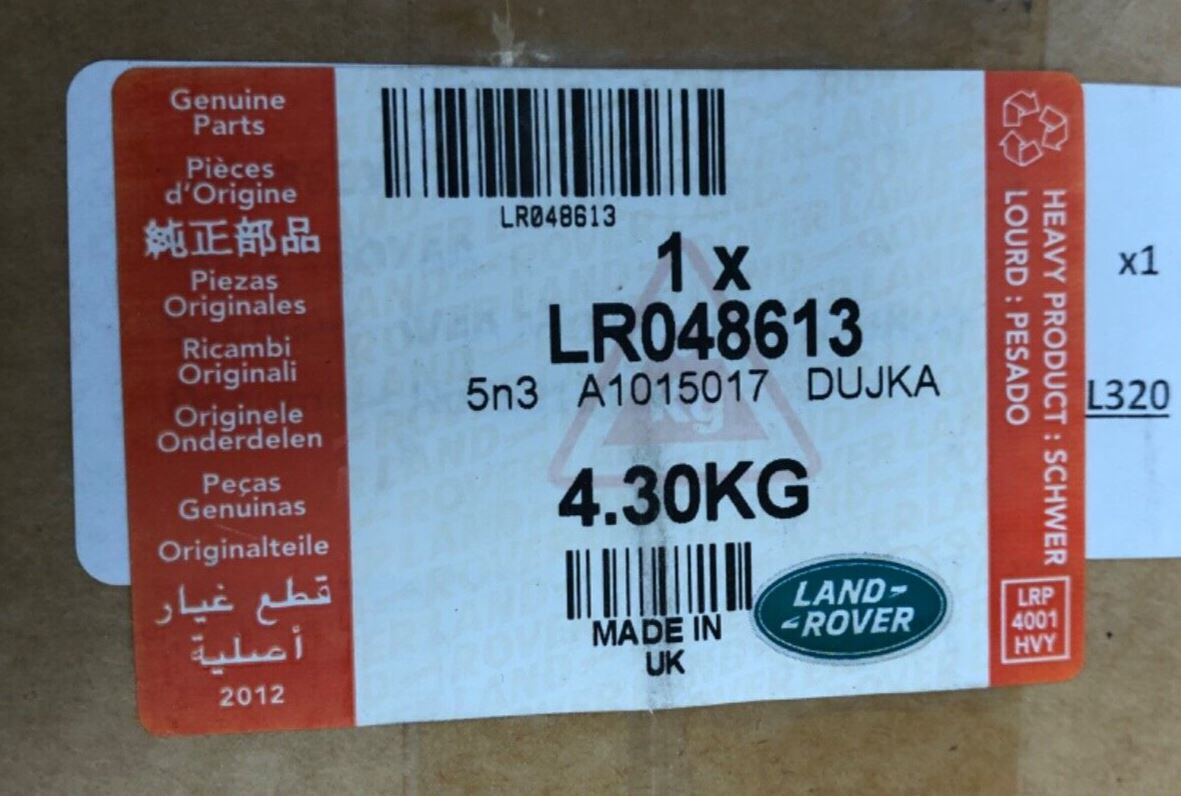 Genuine
Parts
Pièces
d'Origine
純正部品
Piezas
Originales
Ricambi
Originali
Originele
Onderdelen
Peças
Genuinas
Originalteile
قطع غيار
أصلية
2012
LR048613
1 x
LR048613
5n3 A1015017 DUJKA
Kg
4.30KG
MADE IN
UK
LAND-
-ROVER
HEAVY PRODUCT : SCHWER
LOURD : PESADO
LRP
4001
HVY
x1
L320